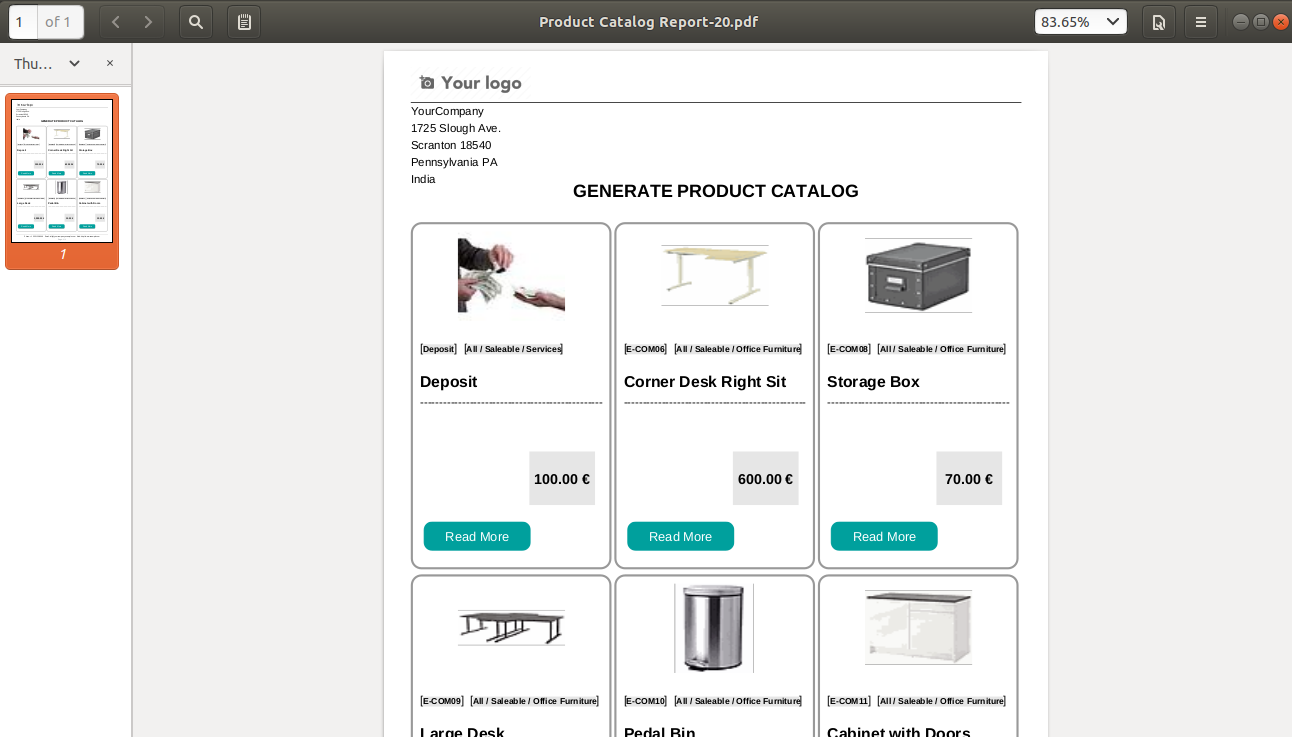 1 of 1
Product Catalog Report-20.pdf
83.65%
Thu...
1
Your logo
YourCompany
1725 Slough Ave.
Scranton 18540
Pennsylvania PA
India
GENERATE PRODUCT CATALOG
[Deposit] [All / Saleable / Services]
Deposit
100.00 €
Read More
[E-COM06] [All / Saleable / Office Furniture]
Corner Desk Right Sit
600.00 €
Read More
[E-COM08] [All / Saleable / Office Furniture]
Storage Box
70.00 €
Read More
[E-COM09] [All / Saleable / Office Furniture]
Large Desk
[E-COM10] [All / Saleable / Office Furniture]
Pedal Bin
[E-COM11] [All / Saleable / Office Furniture]
Cabinet with Doors